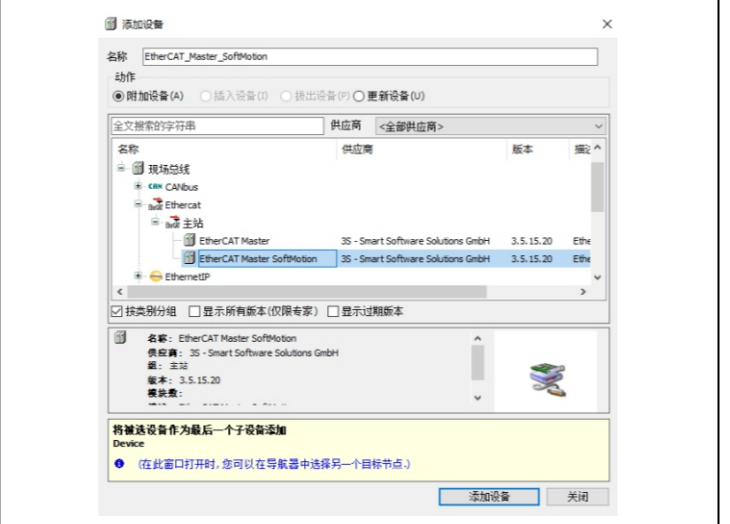 添加设备
名称 EtherCAT_Master_SoftMotion
动作
附加设备(A) 插入设备(I) 拔出设备(P) 更新设备(U)
全文搜索的字符串 供应商 <全部供应商>
名称 供应商 版本
现场总线
CAN CANbus
Ethercat
主站
EtherCAT Master 3S - Smart Software Solutions GmbH 3.5.15.20 Ethe
EtherCAT Master SoftMotion 3S - Smart Software Solutions GmbH 3.5.15.20 Ethe
EthernetIP
按类别分组 显示所有版本(仅限专家) 显示过期版本
名称: EtherCAT Master SoftMotion
供应商: 3S - Smart Software Solutions GmbH
组: 主站
版本: 3.5.15.20
模块数:
将被选设备作为最后一个子设备添加
Device
(在此窗口打开时,您可以在导航器中选择另一个目标节点.)
添加设备 关闭